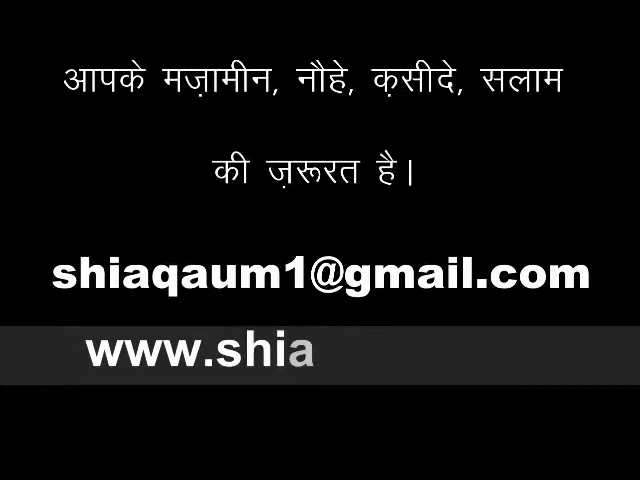 आपके मज़ामीन, नौहे, क़सीदे, सलाम
की ज़रूरत है।
shiaqaum1@gmail.com
www.shia